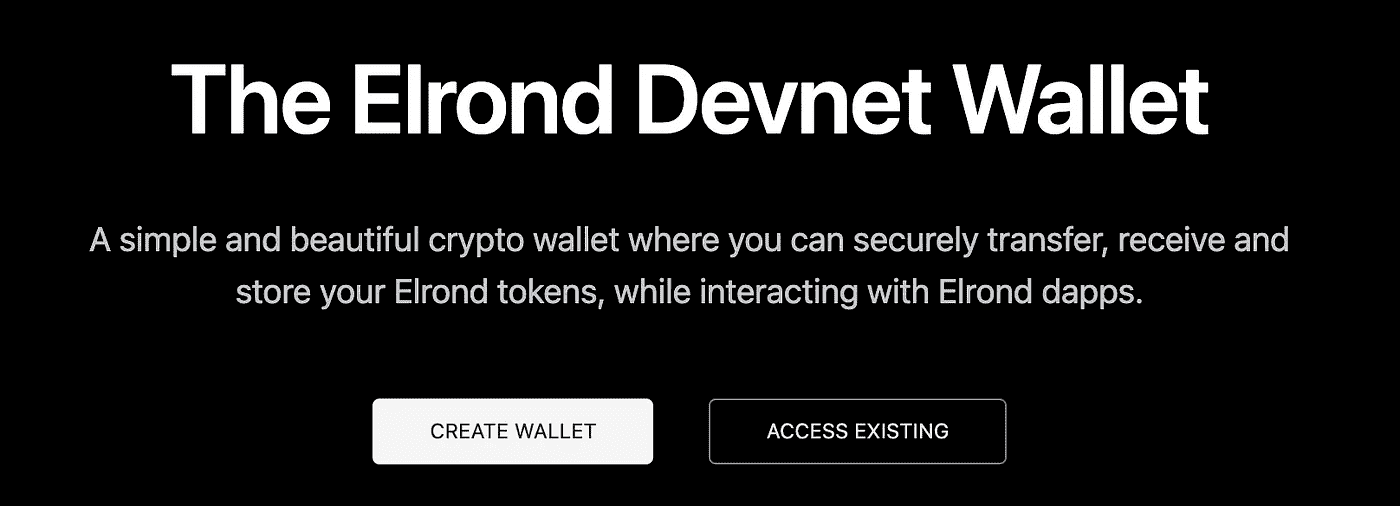 The Elrond Devnet Wallet
A simple and beautiful crypto wallet where you can securely transfer, receive and
store your Elrond tokens, while interacting with Elrond dapps.
CREATE WALLET
ACCESS EXISTING